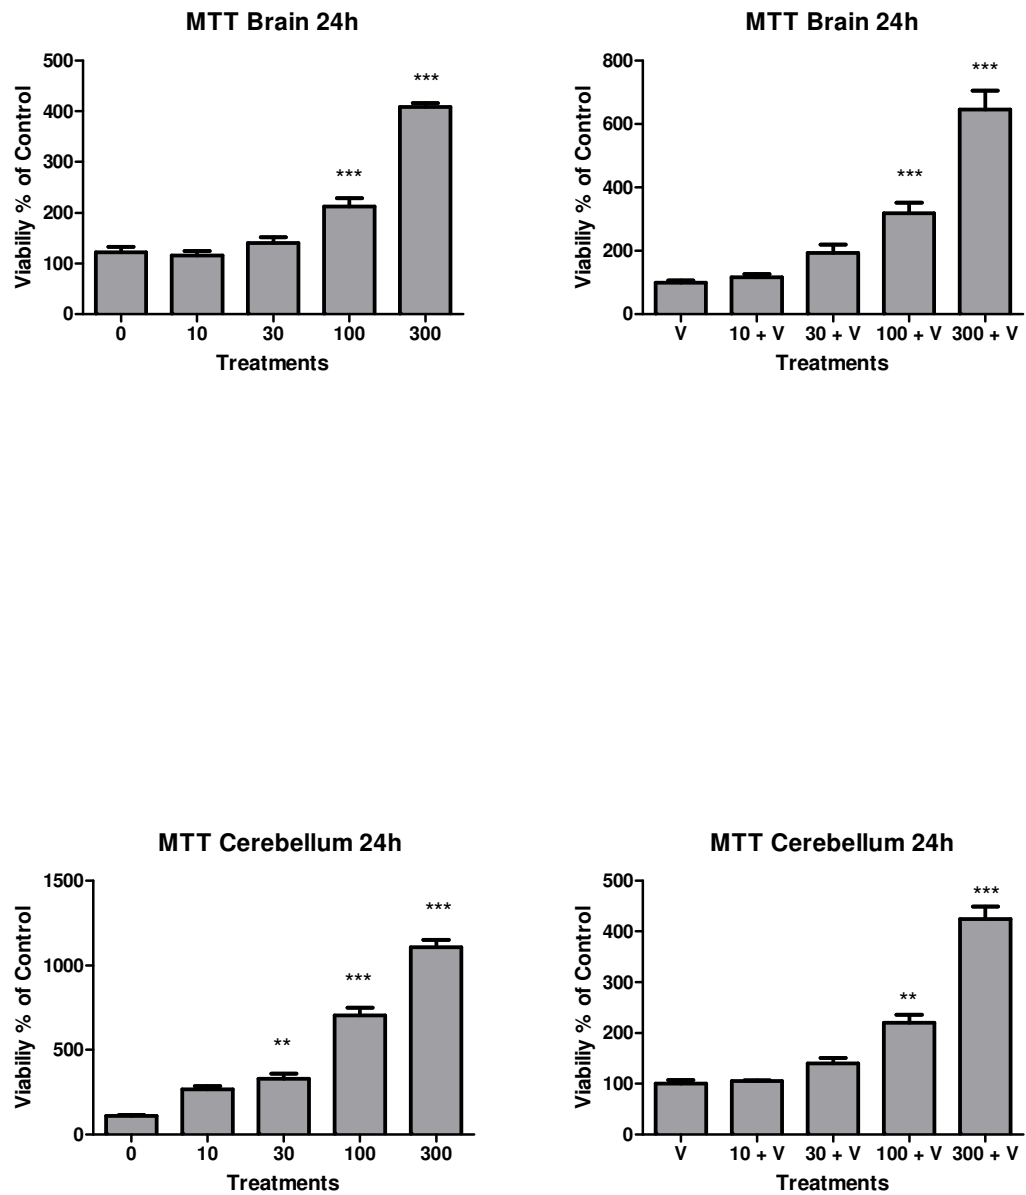 MTT Brain 24h
Viabiliy % of Control
500
400
300
200
100
0
***
***
0 10 30 100 300
Treatments
MTT Brain 24h
Viabiliy % of Control
800
600
400
200
0
***
***
V 10 + V 30 + V 100 + V 300 + V
Treatments
MTT Cerebellum 24h
Viabiliy % of Control
1500
1000
500
0
***
***
**
0 10 30 100 300
Treatments
MTT Cerebellum 24h
Viabiliy % of Control
500
400
300
200
100
0
***
**
V 10 + V 30 + V 100 + V 300 + V
Treatments